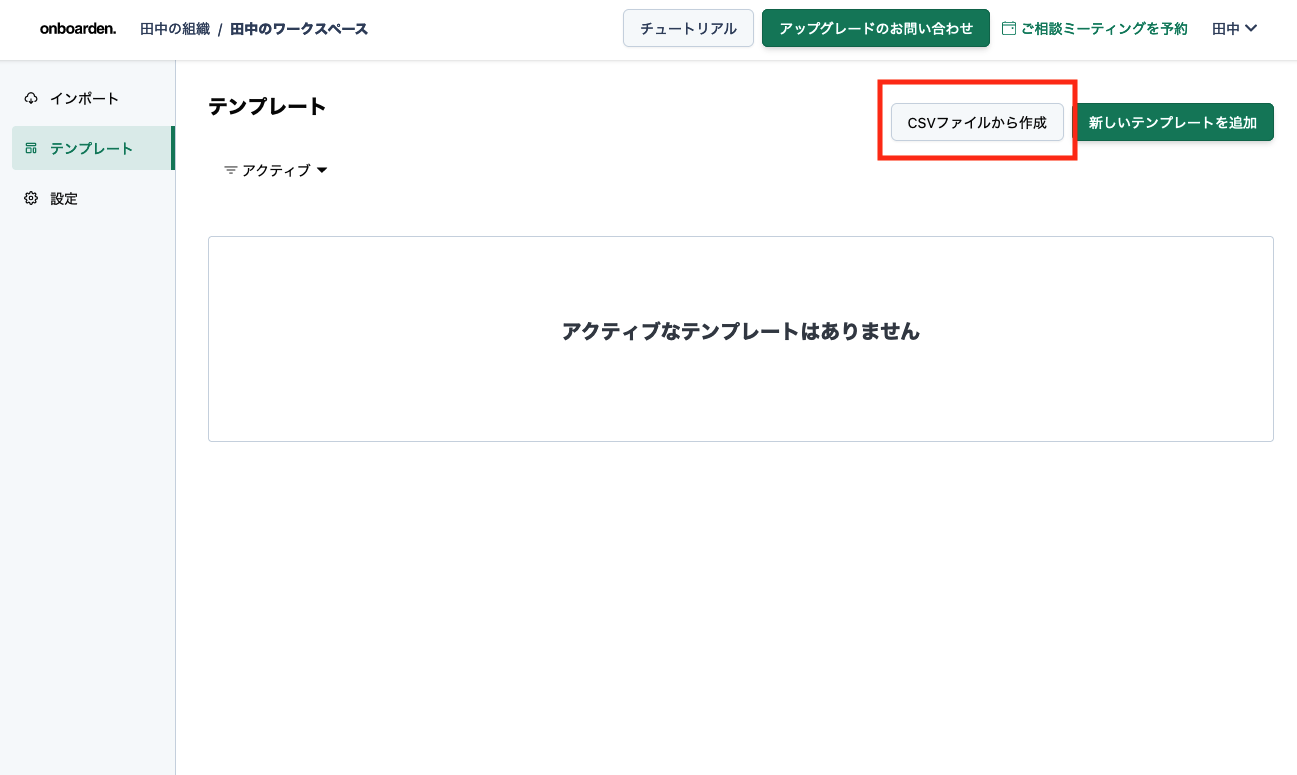 onboarden. 田中の組織 / 田中のワークスペース チュートリアル アップグレードのお問い合わせ ご相談ミーティングを予約 田中
インポート
テンプレート
設定
テンプレート
CSVファイルから作成 新しいテンプレートを追加
アクティブ
アクティブなテンプレートはありません